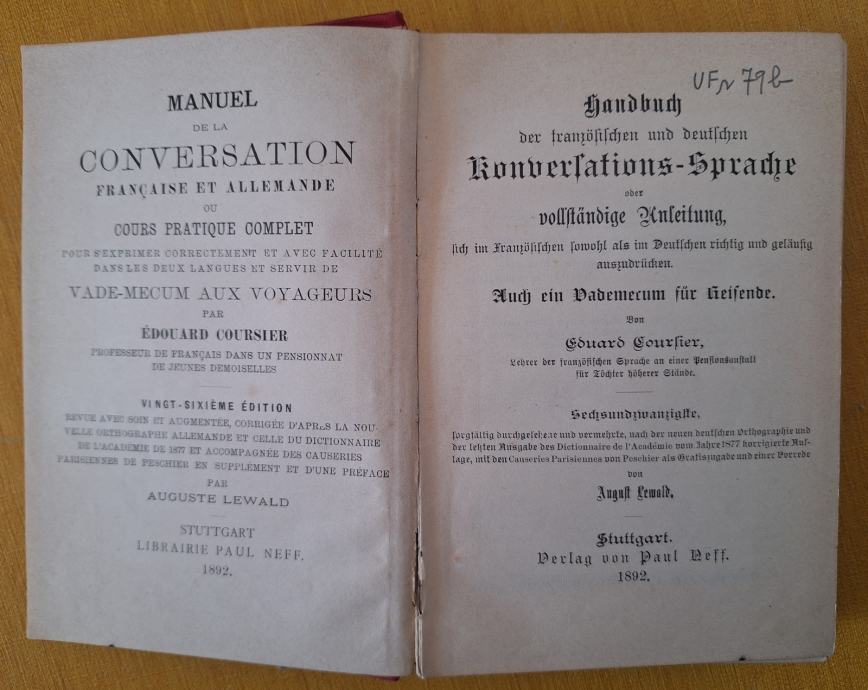 MANUEL
DE LA
CONVERSATION
FRANÇAISE ET ALLEMANDE
OU
COURS PRATIQUE COMPLET
POUR S'EXPRIMER CORRECTEMENT ET AVEC FACILITÉ
DANS LES DEUX LANGUES ET SERVIR DE
VADE-MECUM AUX VOYAGEURS
PAR
ÉDOUARD COURSIER
PROFESSEUR DE FRANÇAIS DANS UN PENSIONNAT
DE JEUNES DEMOISELLES
VINGT-SIXIÈME ÉDITION
REVUE AVEC SOIN ET AUGMENTÉE, CORRIGÉE D'APRÈS LA NOU-
VELLE ORTHOGRAPHE ALLEMANDE ET CELLE DU DICTIONNAIRE
DE L'ACADÉMIE DE 1877 ET ACCOMPAGNÉE DES CAUSERIES
PARISIENNES DE PESCHIER EN SUPPLÉMENT ET D'UNE PRÉFACE
PAR
AUGUSTE LEWALD
STUTTGART
LIBRAIRIE PAUL NEFF.
1892.
UFr 79b
Handbuch
der französischen und deutschen
Konversations-Sprache
oder
vollständige Anleitung,
sich im Französischen sowohl als im Deutschen richtig und geläufig
auszudrücken.
Auch ein Vademecum für Reisende.
Von
Eduard Coursier,
Lehrer der französischen Sprache an einer Pensionsanstalt
für Töchter höherer Stände.
Sechsundzwanzigste,
sorgfältig durchgesehene und vermehrte, nach der neuen deutschen Orthographie und
der letzten Ausgabe des Dictionnaire de l'Académie vom Jahre 1877 korrigierte Auf-
lage, mit den Causeries Parisiennes von Peschier als Gratiszugabe und einer Vorrede
von
August Lewald.
Stuttgart.
Verlag von Paul Neff.
1892.